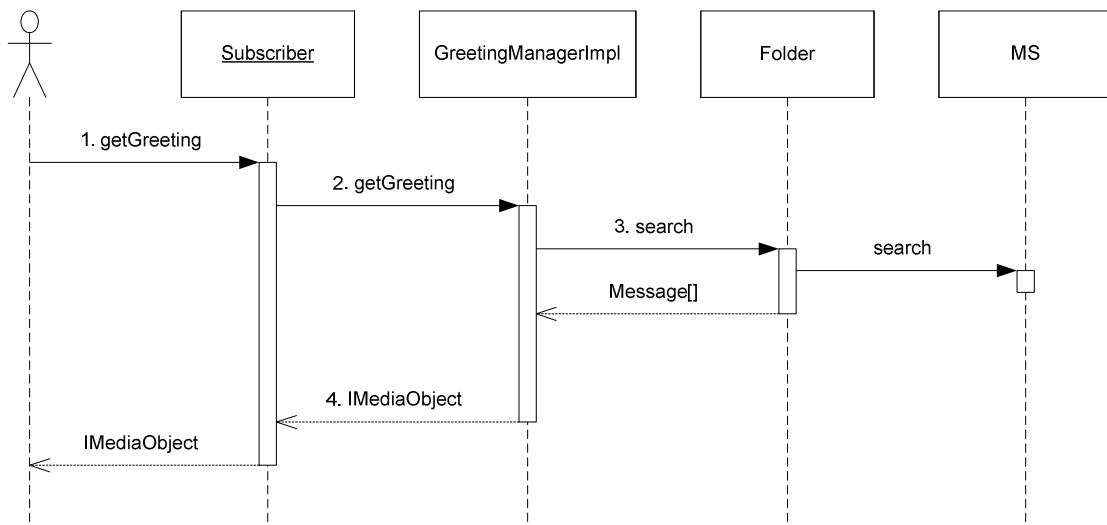 Subscriber
GreetingManagerImpl
Folder
MS
1. getGreeting
2. getGreeting
3. search
search
Message[]
4. IMediaObject
IMediaObject